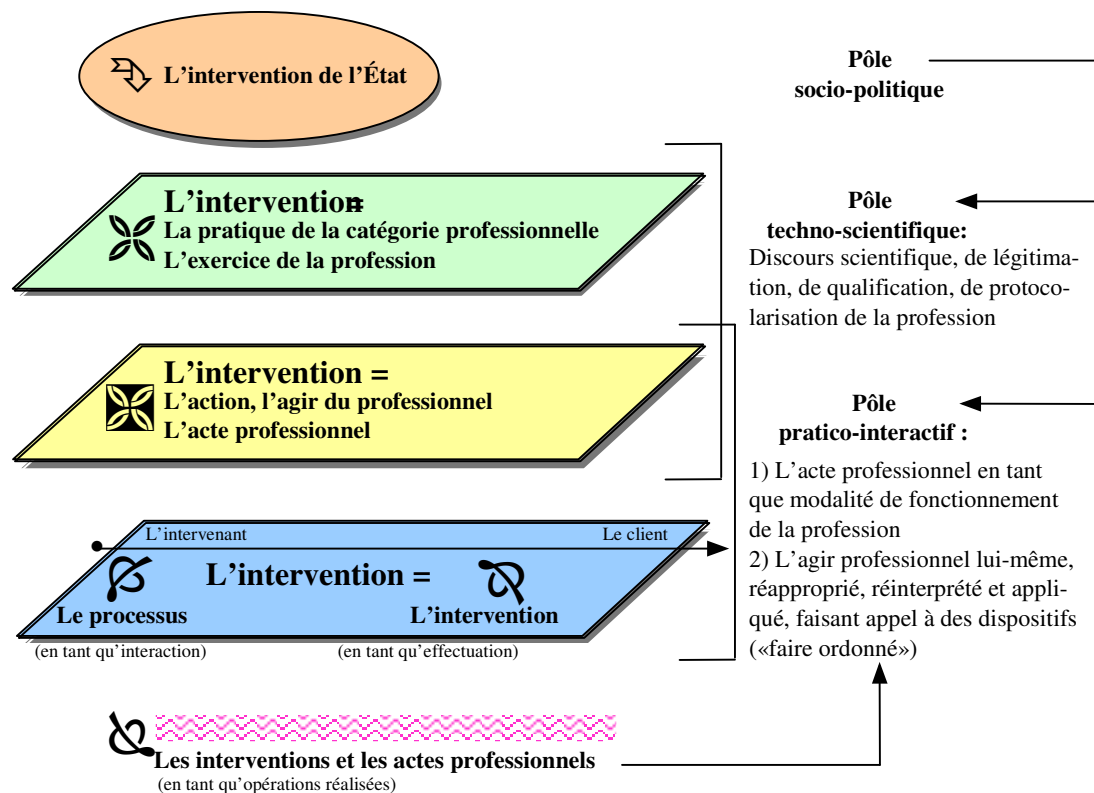 L’intervention de l’État
Pôle
socio-politique
L’intervention=
La pratique de la catégorie professionnelle
L’exercice de la profession
Pôle
techno-scientifique:
Discours scientifique, de légitima-
tion, de qualification, de protoco-
larisation de la profession
L’intervention =
L’action, l’agir du professionnel
L’acte professionnel
Pôle
pratico-interactif :
1) L’acte professionnel en tant
que modalité de fonctionnement
de la profession
2) L’agir professionnel lui-même,
réapproprié, réinterprété et appli-
qué, faisant appel à des dispositifs
(«faire ordonné»)
L’intervenant
Le client
L’intervention =
Le processus
L’intervention
(en tant qu’interaction)
(en tant qu’effectuation)
Les interventions et les actes professionnels
(en tant qu’opérations réalisées)